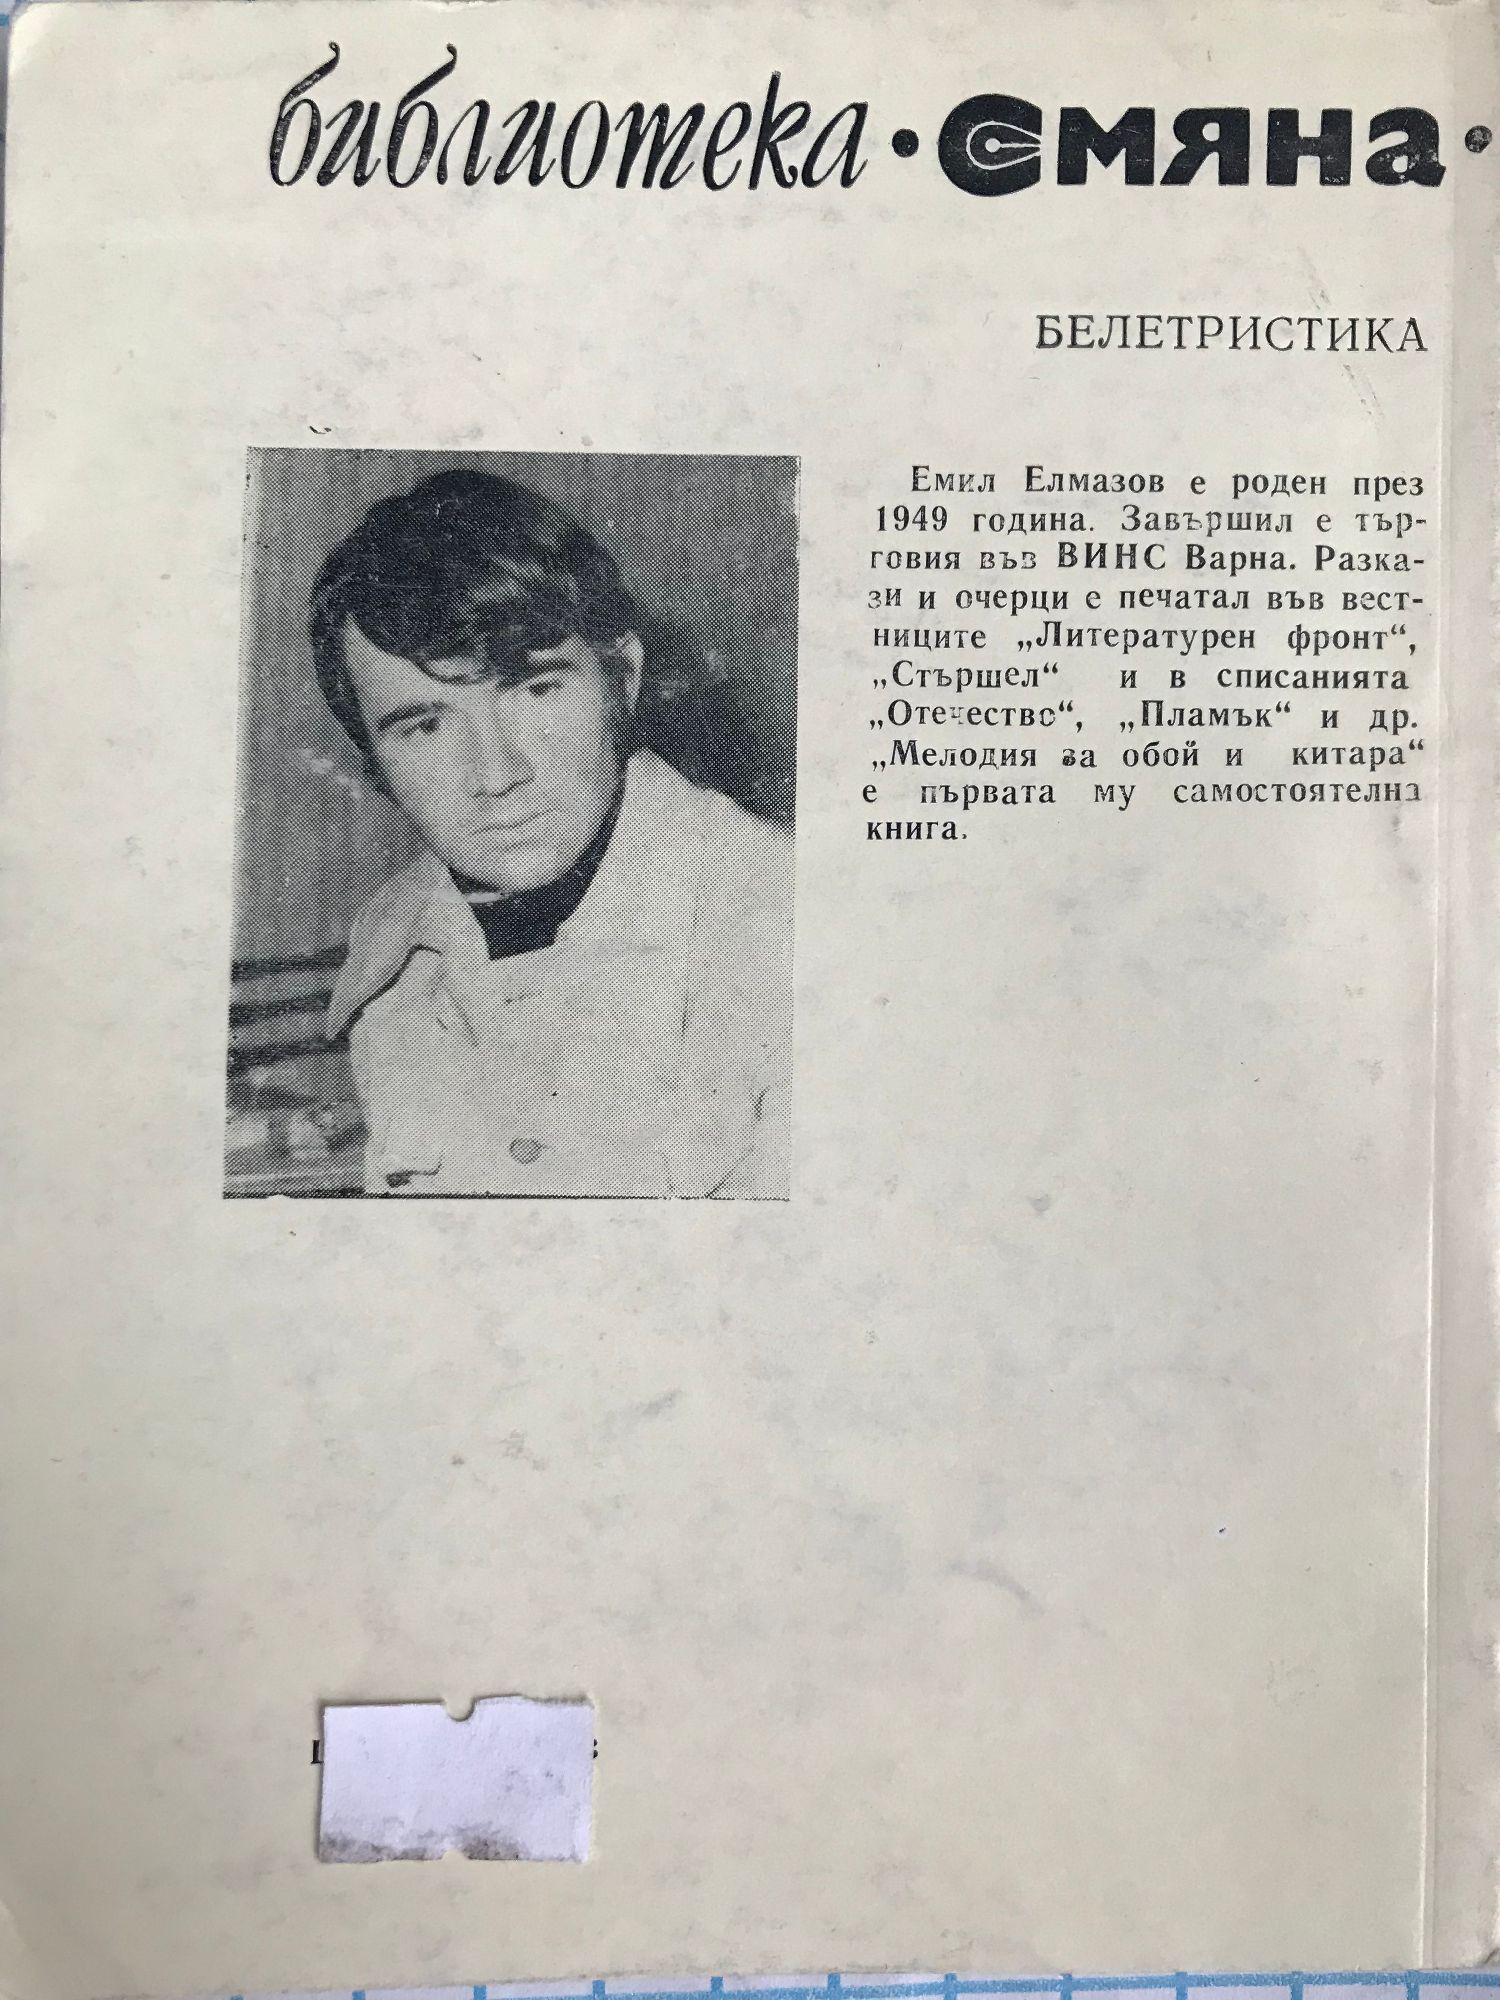 библиотека • Смяна •
БЕЛЕТРИСТИКА
Емил Елмазов е роден през
1949 година. Завършил е тър-
говия във ВИНС Варна. Разка-
зи и очерци е печатал във вест-
ниците „Литературен фронт“,
„Стършел“ и в списанията
„Отечество“, „Пламък“ и др.
„Мелодия за обой и китара“
е първата му самостоятелна
книга.